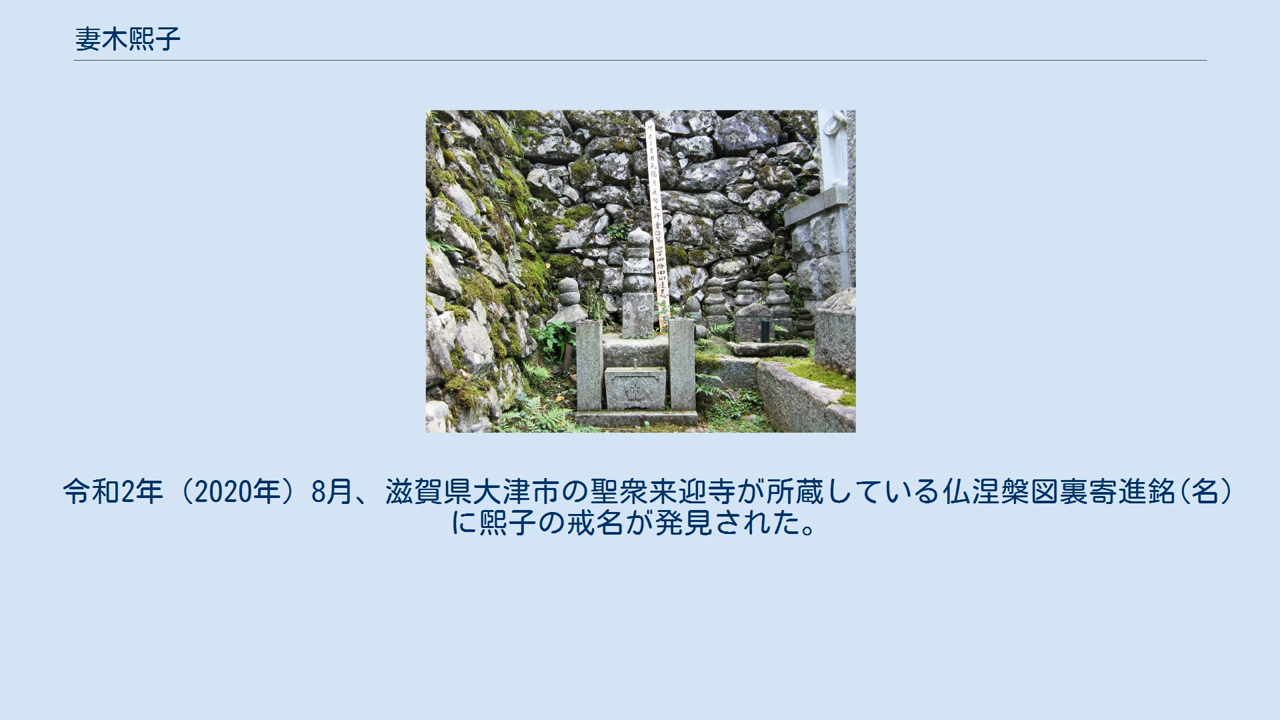 妻木煕子
令和2年（2020年）8月、滋賀県大津市の聖衆来迎寺が所蔵している仏涅槃図裏寄進銘(名)
に煕子の戒名が発見された。